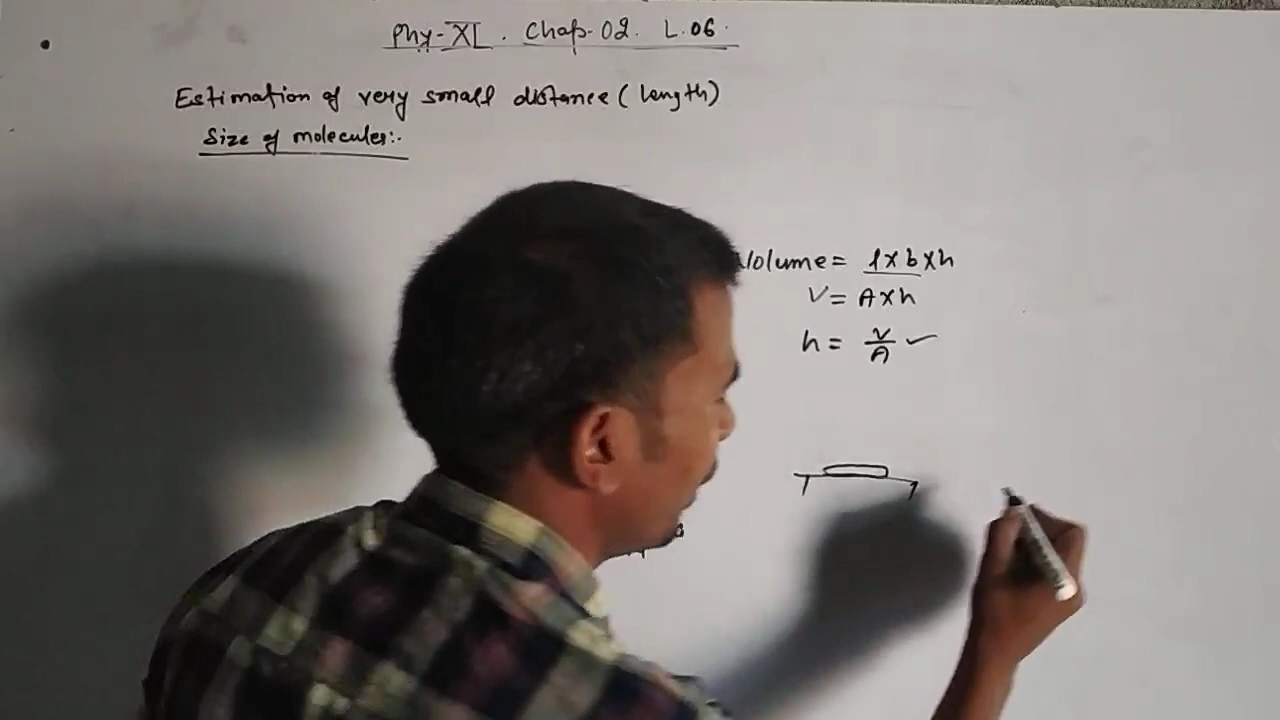 Phy-XI. Chap-02. L.06.
Estimation of very small distance (length)
Size of molecules:-
Volume = l×b×h
V = A×h
h = V/A ✓